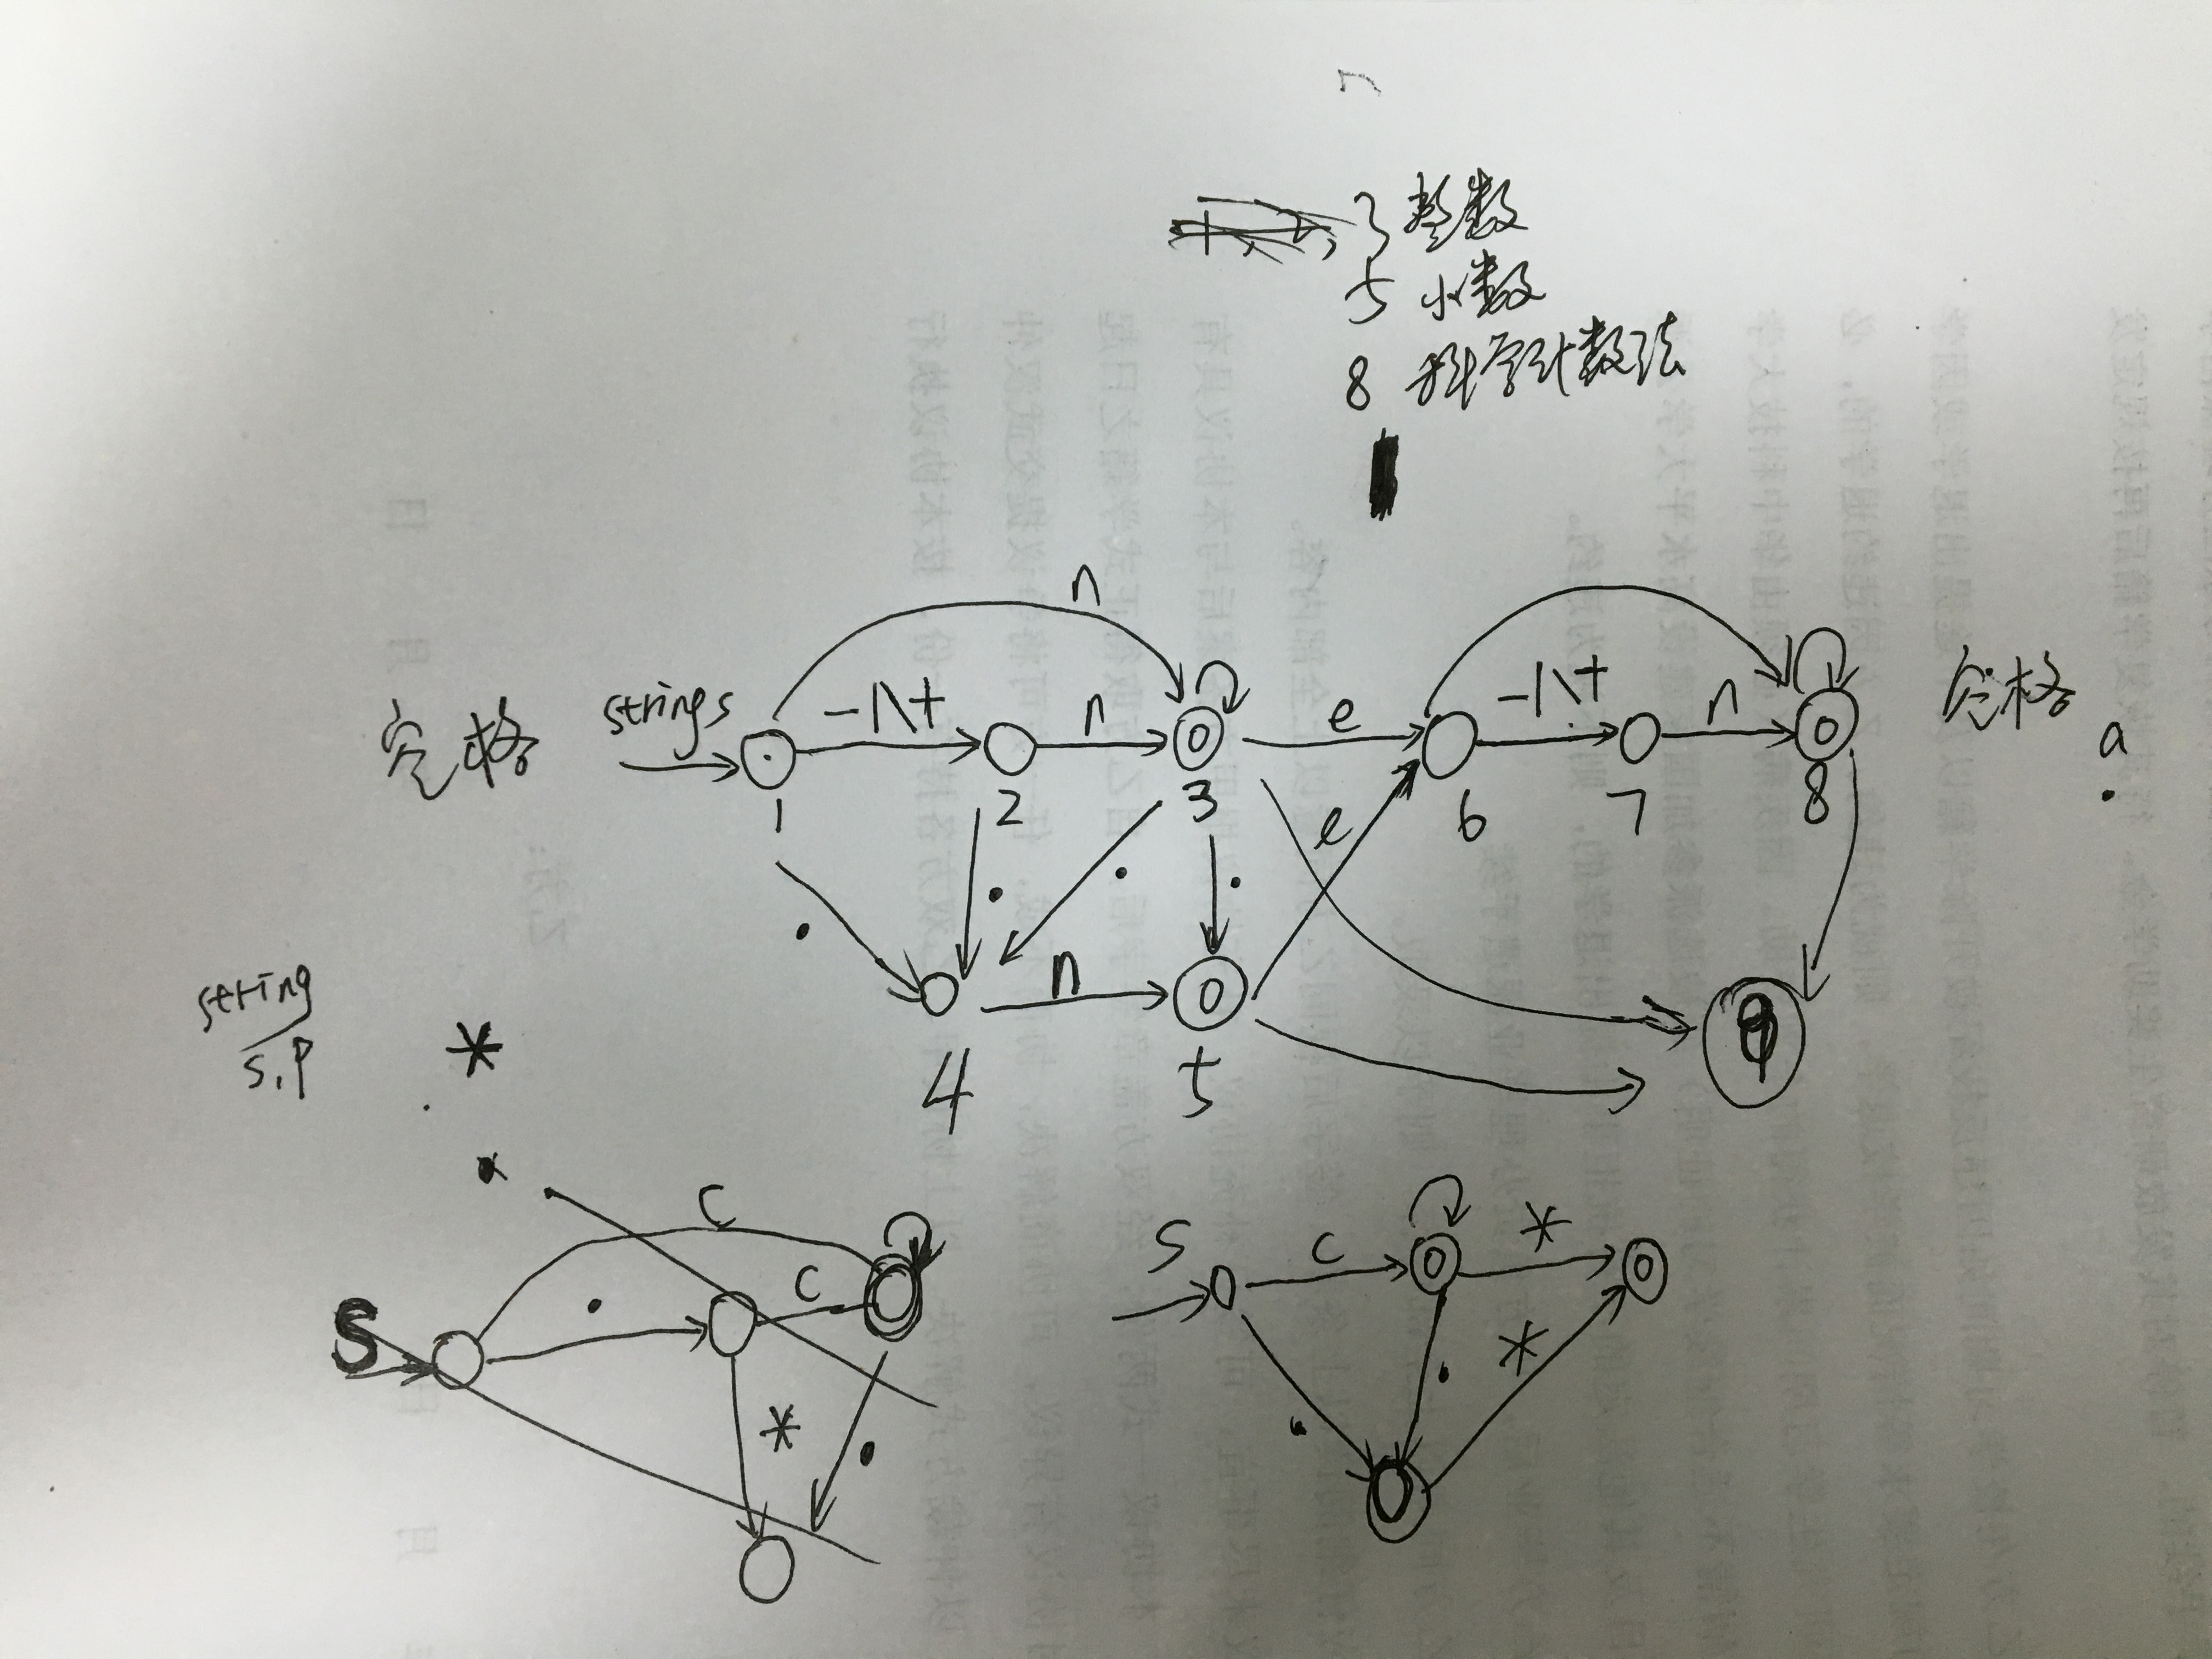 3 整数
5 小数
8 科学计数法
n
空格 strings -|\+ n e -|\+ n 空格
a
1 2 3 6 7 8
. . . . e
n
9
4 5
string
s,p
*
.
c
. c
S
* .
S c *
. . *